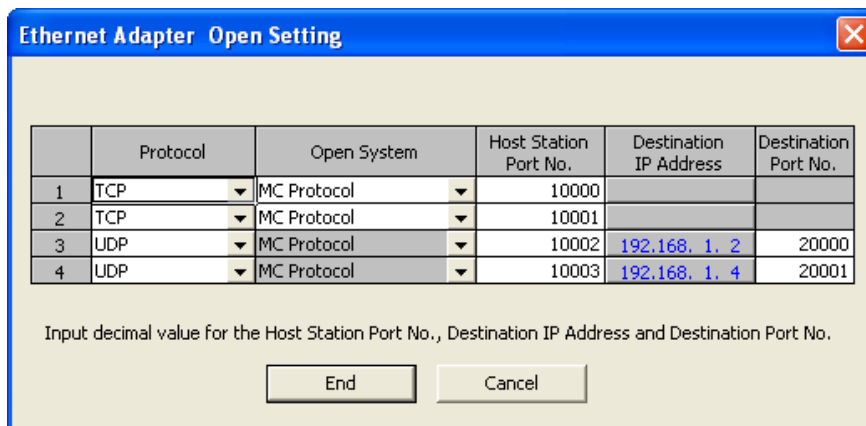 Ethernet Adapter Open Setting
Protocol Open System Host Station Port No. Destination IP Address Destination Port No.
1 TCP MC Protocol 10000
2 TCP MC Protocol 10001
3 UDP MC Protocol 10002 192.168. 1. 2 20000
4 UDP MC Protocol 10003 192.168. 1. 4 20001
Input decimal value for the Host Station Port No., Destination IP Address and Destination Port No.
End Cancel